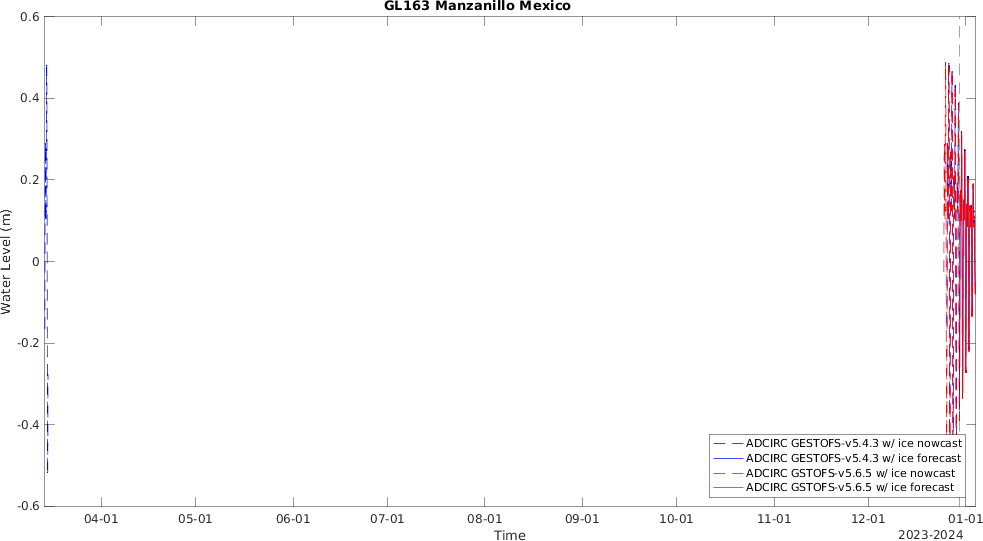 GL163 Manzanillo Mexico
0.6
0.4
0.2
0
-0.2
-0.4
-0.6
Water Level (m)
ADCIRC GESTOFS-v5.4.3 w/ ice nowcast
ADCIRC GESTOFS-v5.4.3 w/ ice forecast
ADCIRC GSTOFS-v5.6.5 w/ ice nowcast
ADCIRC GSTOFS-v5.6.5 w/ ice forecast
04-01 05-01 06-01 07-01 08-01 09-01 10-01 11-01 12-01 01-01
Time
2023-2024